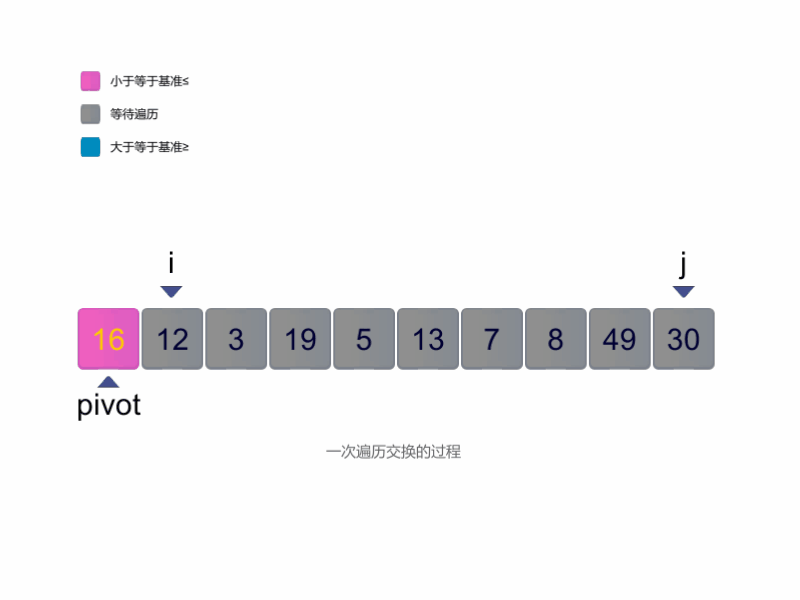 小于等于基准≤
等待遍历
大于等于基准≥
i j
16 12 3 19 5 13 7 8 49 30
pivot
一次遍历交换的过程